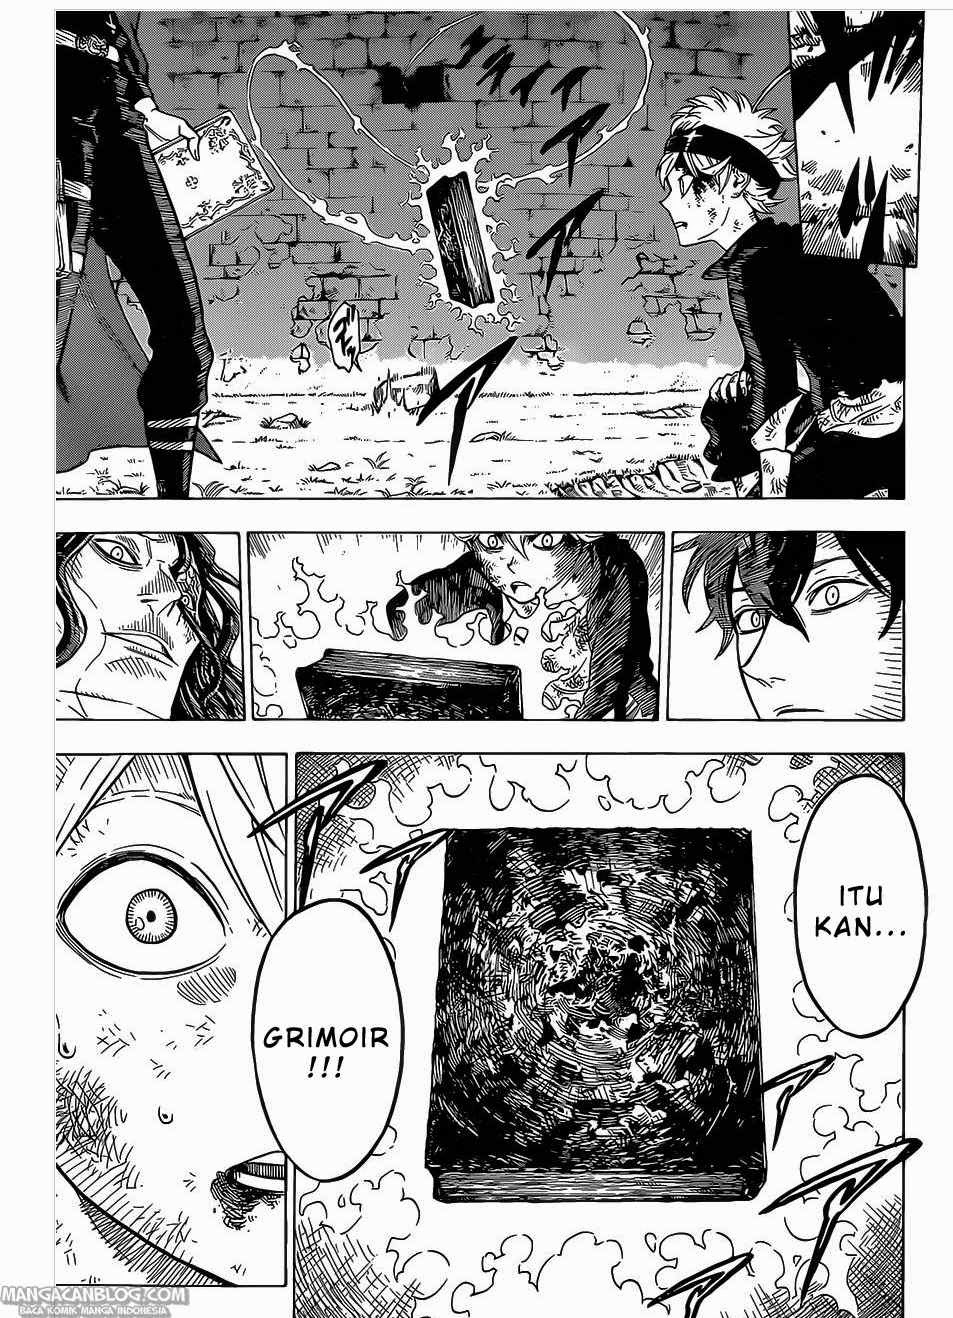 ITU
KAN...
GRIMOIR
!!!
MANGACANBLOG.COM
BACA KOMIK MANGA INDONESIA